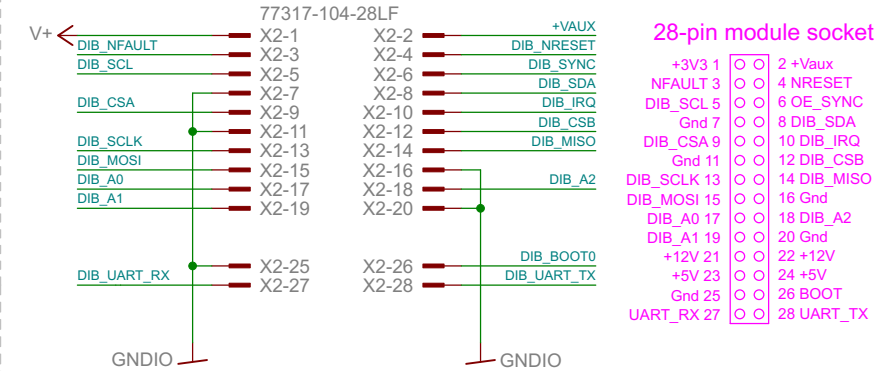 77317-104-28LF
V+
X2-1
X2-2
+VAUX
DIB_NFAULT
X2-3
X2-4
DIB_NRESET
DIB_SCL
X2-5
X2-6
DIB_SYNC
X2-7
X2-8
DIB_SDA
DIB_CSA
X2-9
X2-10
DIB_IRQ
X2-11
X2-12
DIB_CSB
DIB_SCLK
X2-13
X2-14
DIB_MISO
DIB_MOSI
X2-15
X2-16
DIB_A0
X2-17
X2-18
DIB_A2
DIB_A1
X2-19
X2-20
X2-25
X2-26
DIB_BOOT0
DIB_UART_RX
X2-27
X2-28
DIB_UART_TX
GNDIO
GNDIO
28-pin module socket
+3V3 1 2 +Vaux
NFAULT 3 4 NRESET
DIB_SCL 5 6 OE_SYNC
Gnd 7 8 DIB_SDA
DIB_CSA 9 10 DIB_IRQ
Gnd 11 12 DIB_CSB
DIB_SCLK 13 14 DIB_MISO
DIB_MOSI 15 16 Gnd
DIB_A0 17 18 DIB_A2
DIB_A1 19 20 Gnd
+12V 21 22 +12V
+5V 23 24 +5V
Gnd 25 26 BOOT
UART_RX 27 28 UART_TX